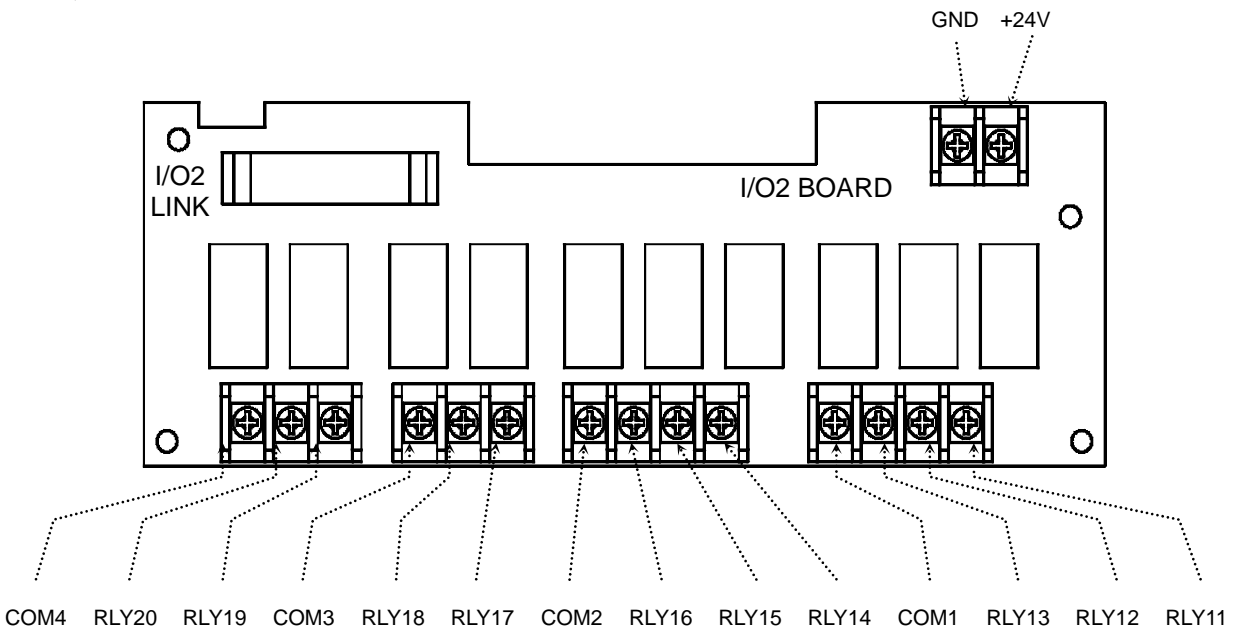 GND +24V
I/O2
LINK
I/O2 BOARD
COM4 RLY20 RLY19 COM3 RLY18 RLY17 COM2 RLY16 RLY15 RLY14 COM1 RLY13 RLY12 RLY11